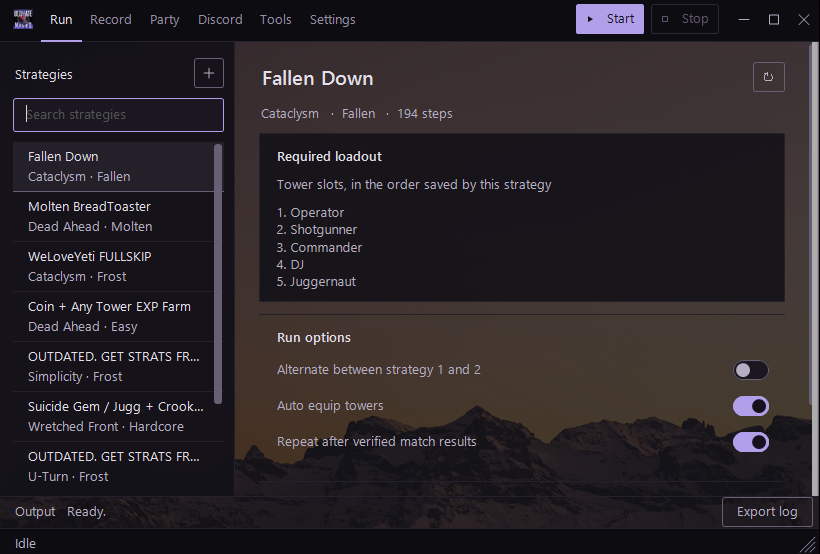 Run Record Party Discord Tools Settings Start Stop
Strategies
Search strategies
Fallen Down
Cataclysm · Fallen
Molten BreadToaster
Dead Ahead · Molten
WeLoveYeti FULLSKIP
Cataclysm · Frost
Coin + Any Tower EXP Farm
Dead Ahead · Easy
OUTDATED. GET STRATS FR...
Simplicity · Frost
Suicide Gem / Jugg + Crook...
Wretched Front · Hardcore
OUTDATED. GET STRATS FR...
U-Turn · Frost
Fallen Down
Cataclysm · Fallen · 194 steps
Required loadout
Tower slots, in the order saved by this strategy
1. Operator
2. Shotgunner
3. Commander
4. DJ
5. Juggernaut
Run options
Alternate between strategy 1 and 2
Auto equip towers
Repeat after verified match results
Output Ready. Export log
Idle